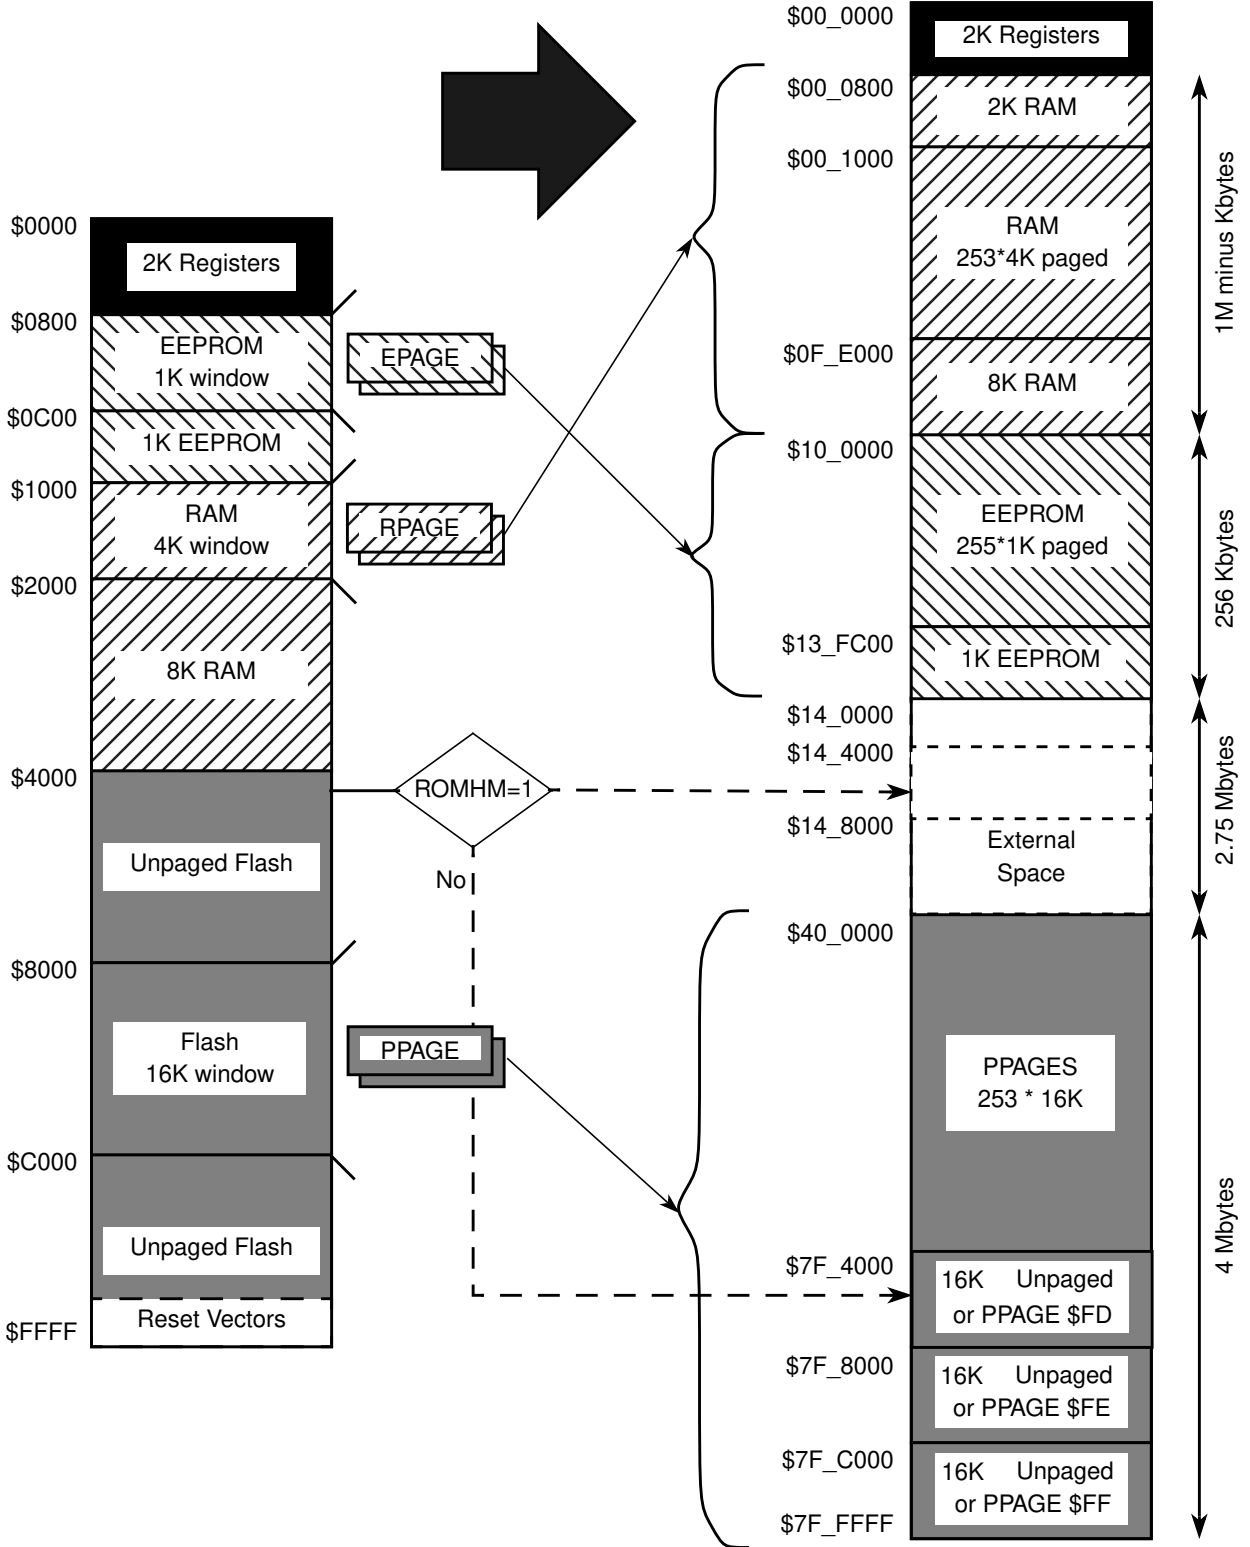 $0000
2K Registers
$0800
EEPROM
1K window
$0C00
1K EEPROM
$1000
RAM
4K window
$2000
8K RAM
$4000
Unpaged Flash
$8000
Flash
16K window
$C000
Unpaged Flash
Reset Vectors
$FFFF
EPAGE
RPAGE
ROMHM=1
No
PPAGE
$00_0000
2K Registers
$00_0800
2K RAM
$00_1000
RAM
253*4K paged
$0F_E000
8K RAM
$10_0000
EEPROM
255*1K paged
$13_FC00
1K EEPROM
$14_0000
$14_4000
$14_8000
External
Space
$40_0000
PPAGES
253 * 16K
$7F_4000
16K Unpaged
or PPAGE $FD
$7F_8000
16K Unpaged
or PPAGE $FE
$7F_C000
16K Unpaged
or PPAGE $FF
$7F_FFFF
1M minus Kbytes
256 Kbytes
2.75 Mbytes
4 Mbytes